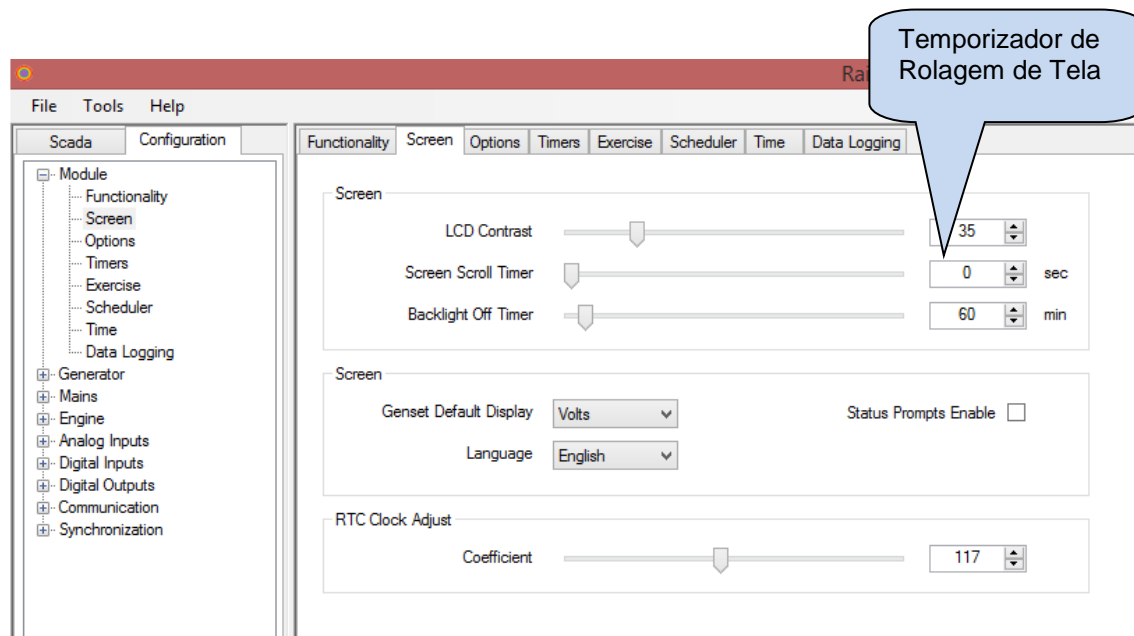 Temporizador de
Rolagem de Tela
File Tools Help
Scada Configuration
Module
Functionality
Screen
Options
Timers
Exercise
Scheduler
Time
Data Logging
Generator
Mains
Engine
Analog Inputs
Digital Inputs
Digital Outputs
Communication
Synchronization
Functionality Screen Options Timers Exercise Scheduler Time Data Logging
Screen
LCD Contrast 35
Screen Scroll Timer 0 sec
Backlight Off Timer 60 min
Screen
Genset Default Display Volts Status Prompts Enable
Language English
RTC Clock Adjust
Coefficient 117